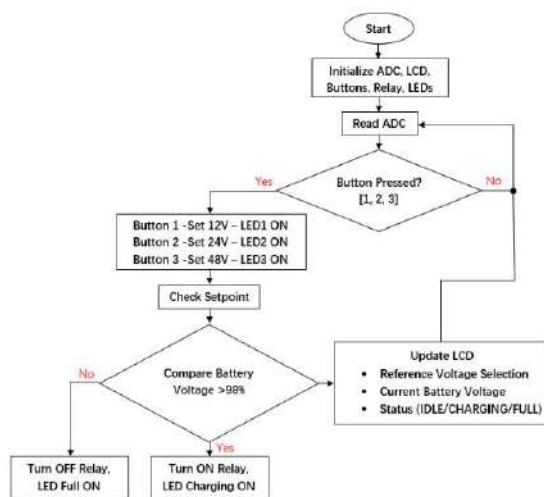 Start
Initialize ADC, LCD,
Buttons, Relay, LEDs
Read ADC
Yes
Button Pressed?
[1, 2, 3]
No
Button 1 -Set 12V – LED1 ON
Button 2 -Set 24V – LED2 ON
Button 3 -Set 48V – LED3 ON
Check Setpoint
No
Compare Battery
Voltage >98%
Yes
Update LCD
• Reference Voltage Selection
• Current Battery Voltage
• Status (IDLE/CHARGING/FULL)
Turn OFF Relay,
LED Full ON
Turn ON Relay,
LED Charging ON